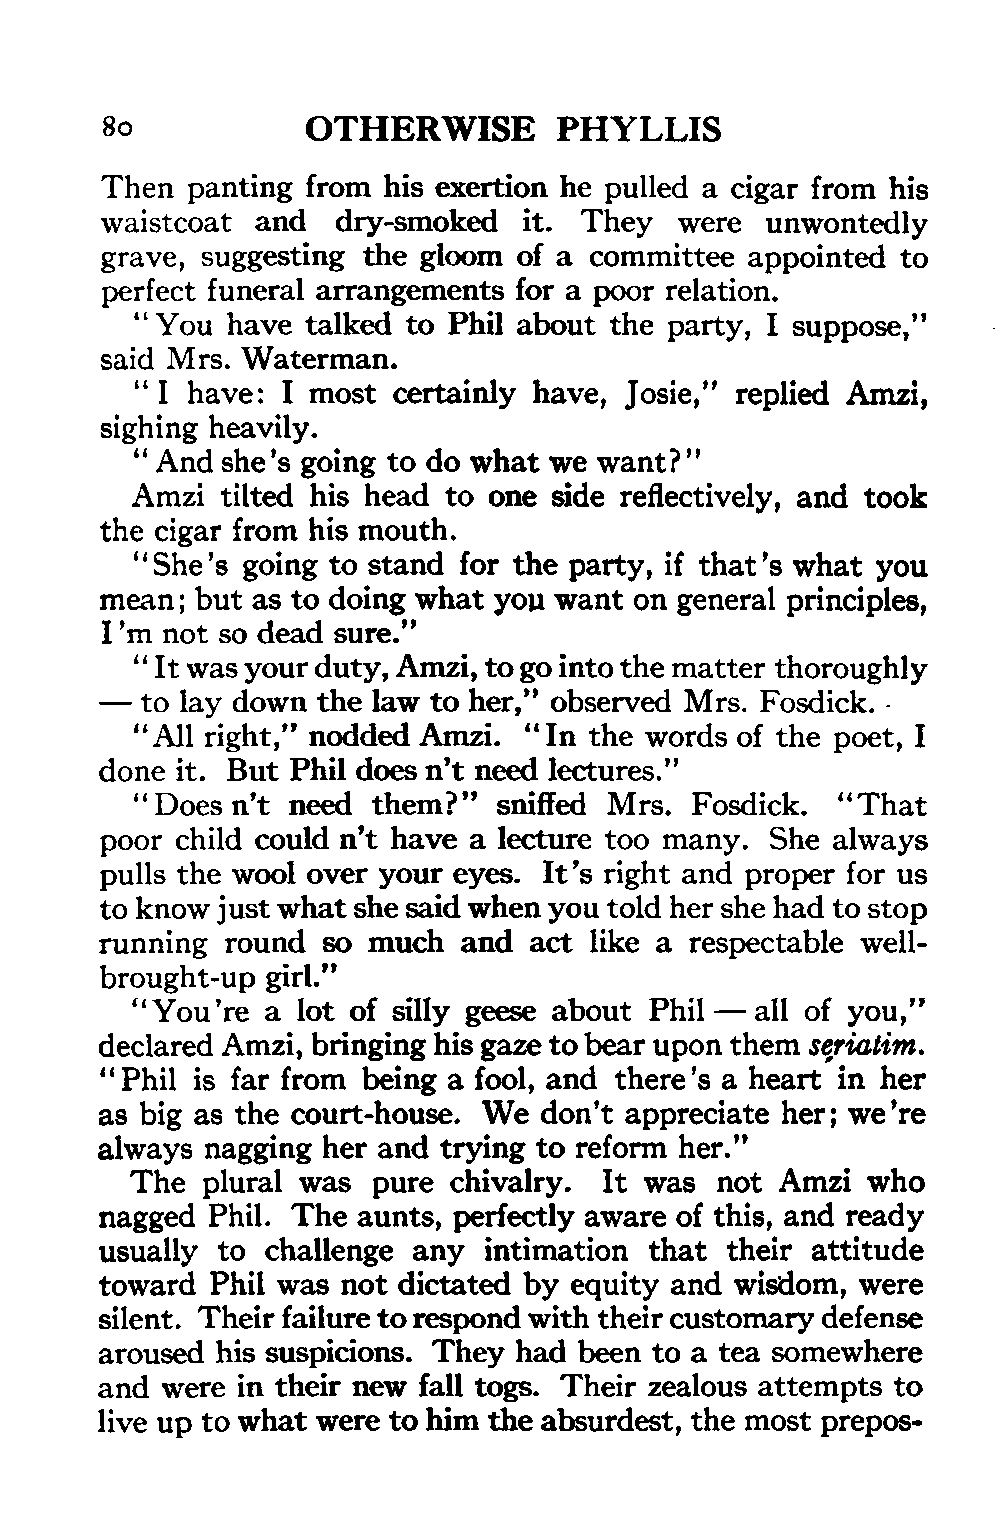 80 OTHERWISE PHYLLIS
Then panting from his exertion he pulled a cigar from his
waistcoat and dry-smoked it. They were unwontedly
grave, suggesting the gloom of a committee appointed to
perfect funeral arrangements for a poor relation.
"You have talked to Phil about the party, I suppose,"
said Mrs. Waterman.
"I have: I most certainly have, Josie," replied Amzi,
sighing heavily.
"And she's going to do what we want?"
Amzi tilted his head to one side reflectively, and took
the cigar from his mouth.
"She's going to stand for the party, if that's what you
mean; but as to doing what you want on general principles,
I'm not so dead sure."
"It was your duty, Amzi, to go into the matter thoroughly
— to lay down the law to her," observed Mrs. Fosdick.
"All right," nodded Amzi. "In the words of the poet, I
done it. But Phil does n't need lectures."
"Does n't need them?" sniffed Mrs. Fosdick. "That
poor child could n't have a lecture too many. She always
pulls the wool over your eyes. It's right and proper for us
to know just what she said when you told her she had to stop
running round so much and act like a respectable well-
brought-up girl."
"You're a lot of silly geese about Phil — all of you,"
declared Amzi, bringing his gaze to bear upon them seriatim.
"Phil is far from being a fool, and there's a heart in her
as big as the court-house. We don't appreciate her; we're
always nagging her and trying to reform her."
The plural was pure chivalry. It was not Amzi who
nagged Phil. The aunts, perfectly aware of this, and ready
usually to challenge any intimation that their attitude
toward Phil was not dictated by equity and wisdom, were
silent. Their failure to respond with their customary defense
aroused his suspicions. They had been to a tea somewhere
and were in their new fall togs. Their zealous attempts to
live up to what were to him the absurdest, the most prepos-